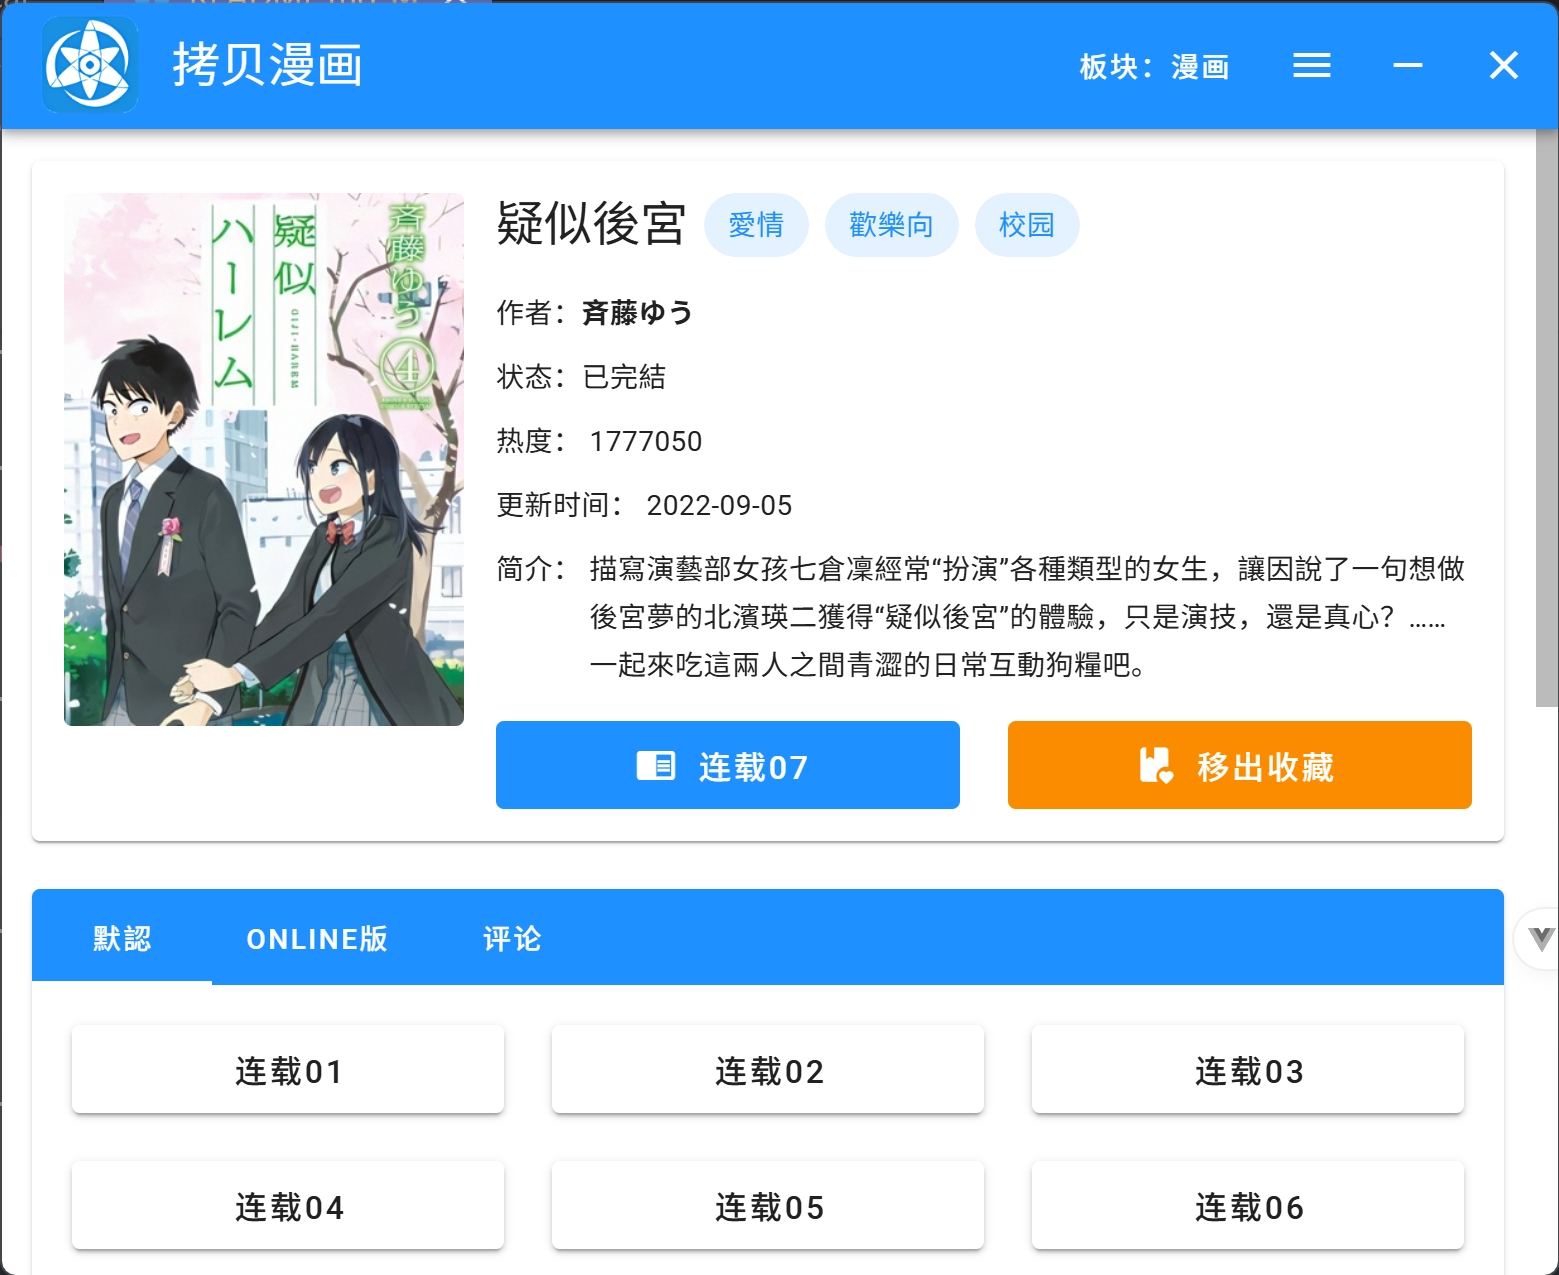 拷贝漫画
板块：漫画
疑似
ハーレム
GIJI-HAREM
斉藤ゆう
4
疑似後宮
愛情
歡樂向
校园
作者：斉藤ゆう
状态：已完結
热度： 1777050
更新时间： 2022-09-05
简介： 描寫演藝部女孩七倉凜經常“扮演”各種類型的女生，讓因說了一句想做
後宮夢的北濱瑛二獲得“疑似後宮”的體驗，只是演技，還是真心？……
一起來吃這兩人之間青澀的日常互動狗糧吧。
连载07
移出收藏
默認
ONLINE版
评论
连载01
连载02
连载03
连载04
连载05
连载06